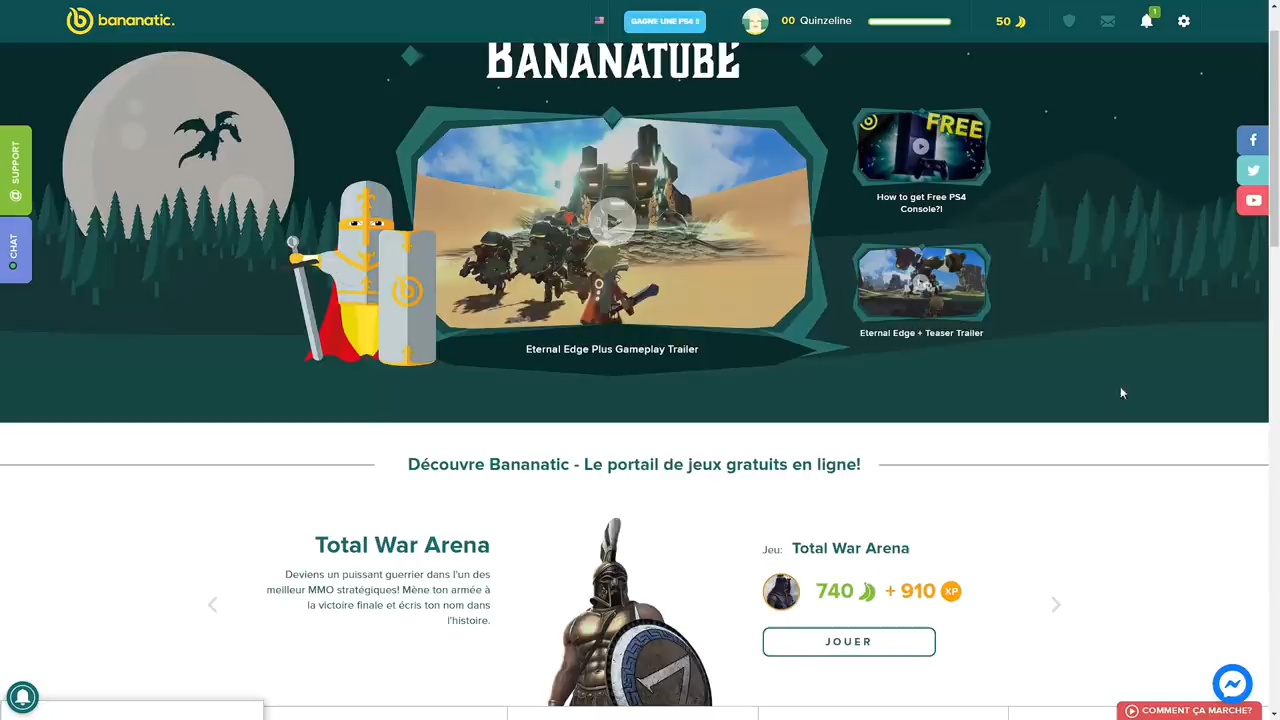 bananatic.
GAGNE UNE PS4 !!
00 Quinzeline
50
1
BANANATUBE
@ SUPPORT
CHAT
FREE
How to get Free PS4
Console?!
Eternal Edge + Teaser Trailer
Eternal Edge Plus Gameplay Trailer
Découvre Bananatic - Le portail de jeux gratuits en ligne!
Total War Arena
Deviens un puissant guerrier dans l'un des
meilleur MMO stratégiques! Mène ton armée à
la victoire finale et écris ton nom dans
l'histoire.
Jeu: Total War Arena
740 + 910 XP
JOUER
COMMENT ÇA MARCHE?